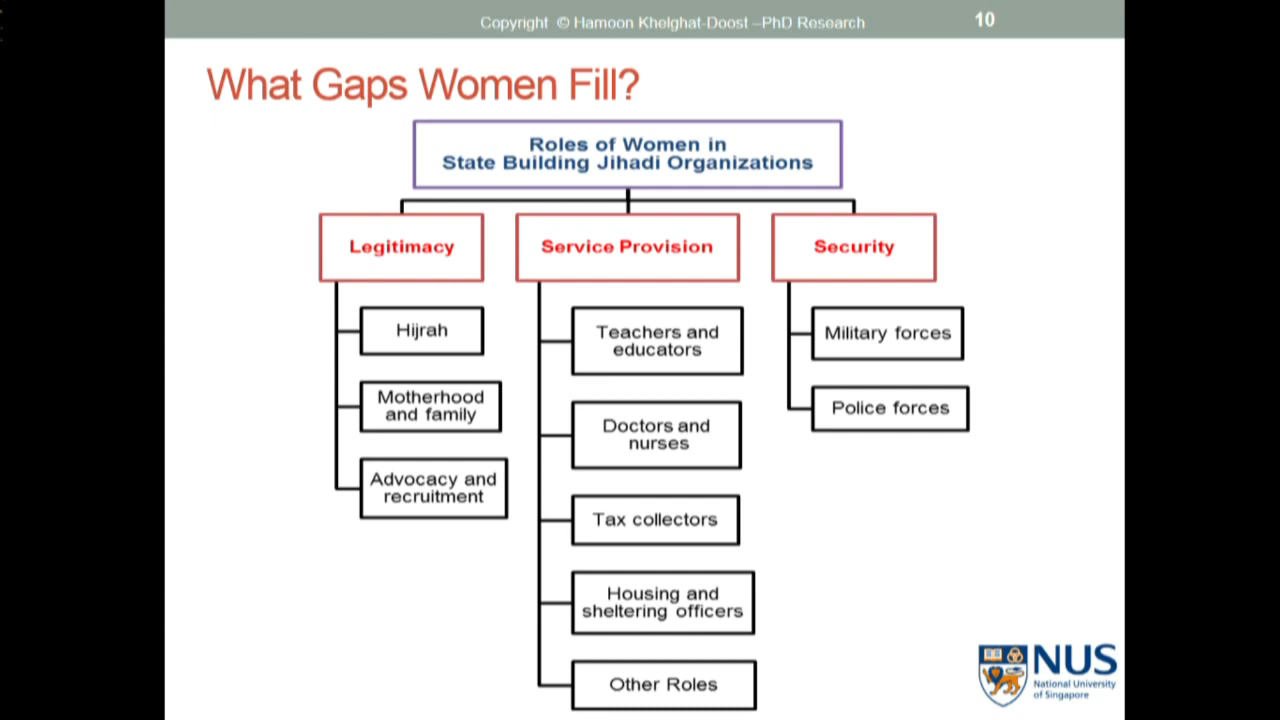 Copyright © Hamoon Khelghat-Doost –PhD Research
10
What Gaps Women Fill?
Roles of Women in
State Building Jihadi Organizations
Legitimacy
Hijrah
Motherhood
and family
Advocacy and
recruitment
Service Provision
Teachers and
educators
Doctors and
nurses
Tax collectors
Housing and
sheltering officers
Other Roles
Security
Military forces
Police forces
NUS
National University
of Singapore